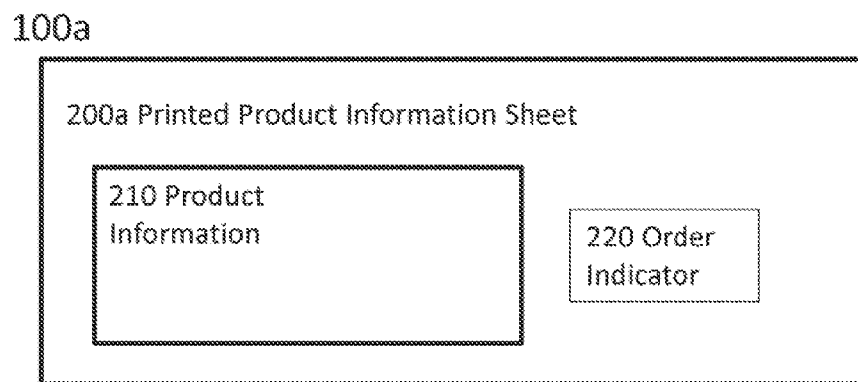 100a
200a Printed Product Information Sheet
210 Product
Information
220 Order
Indicator